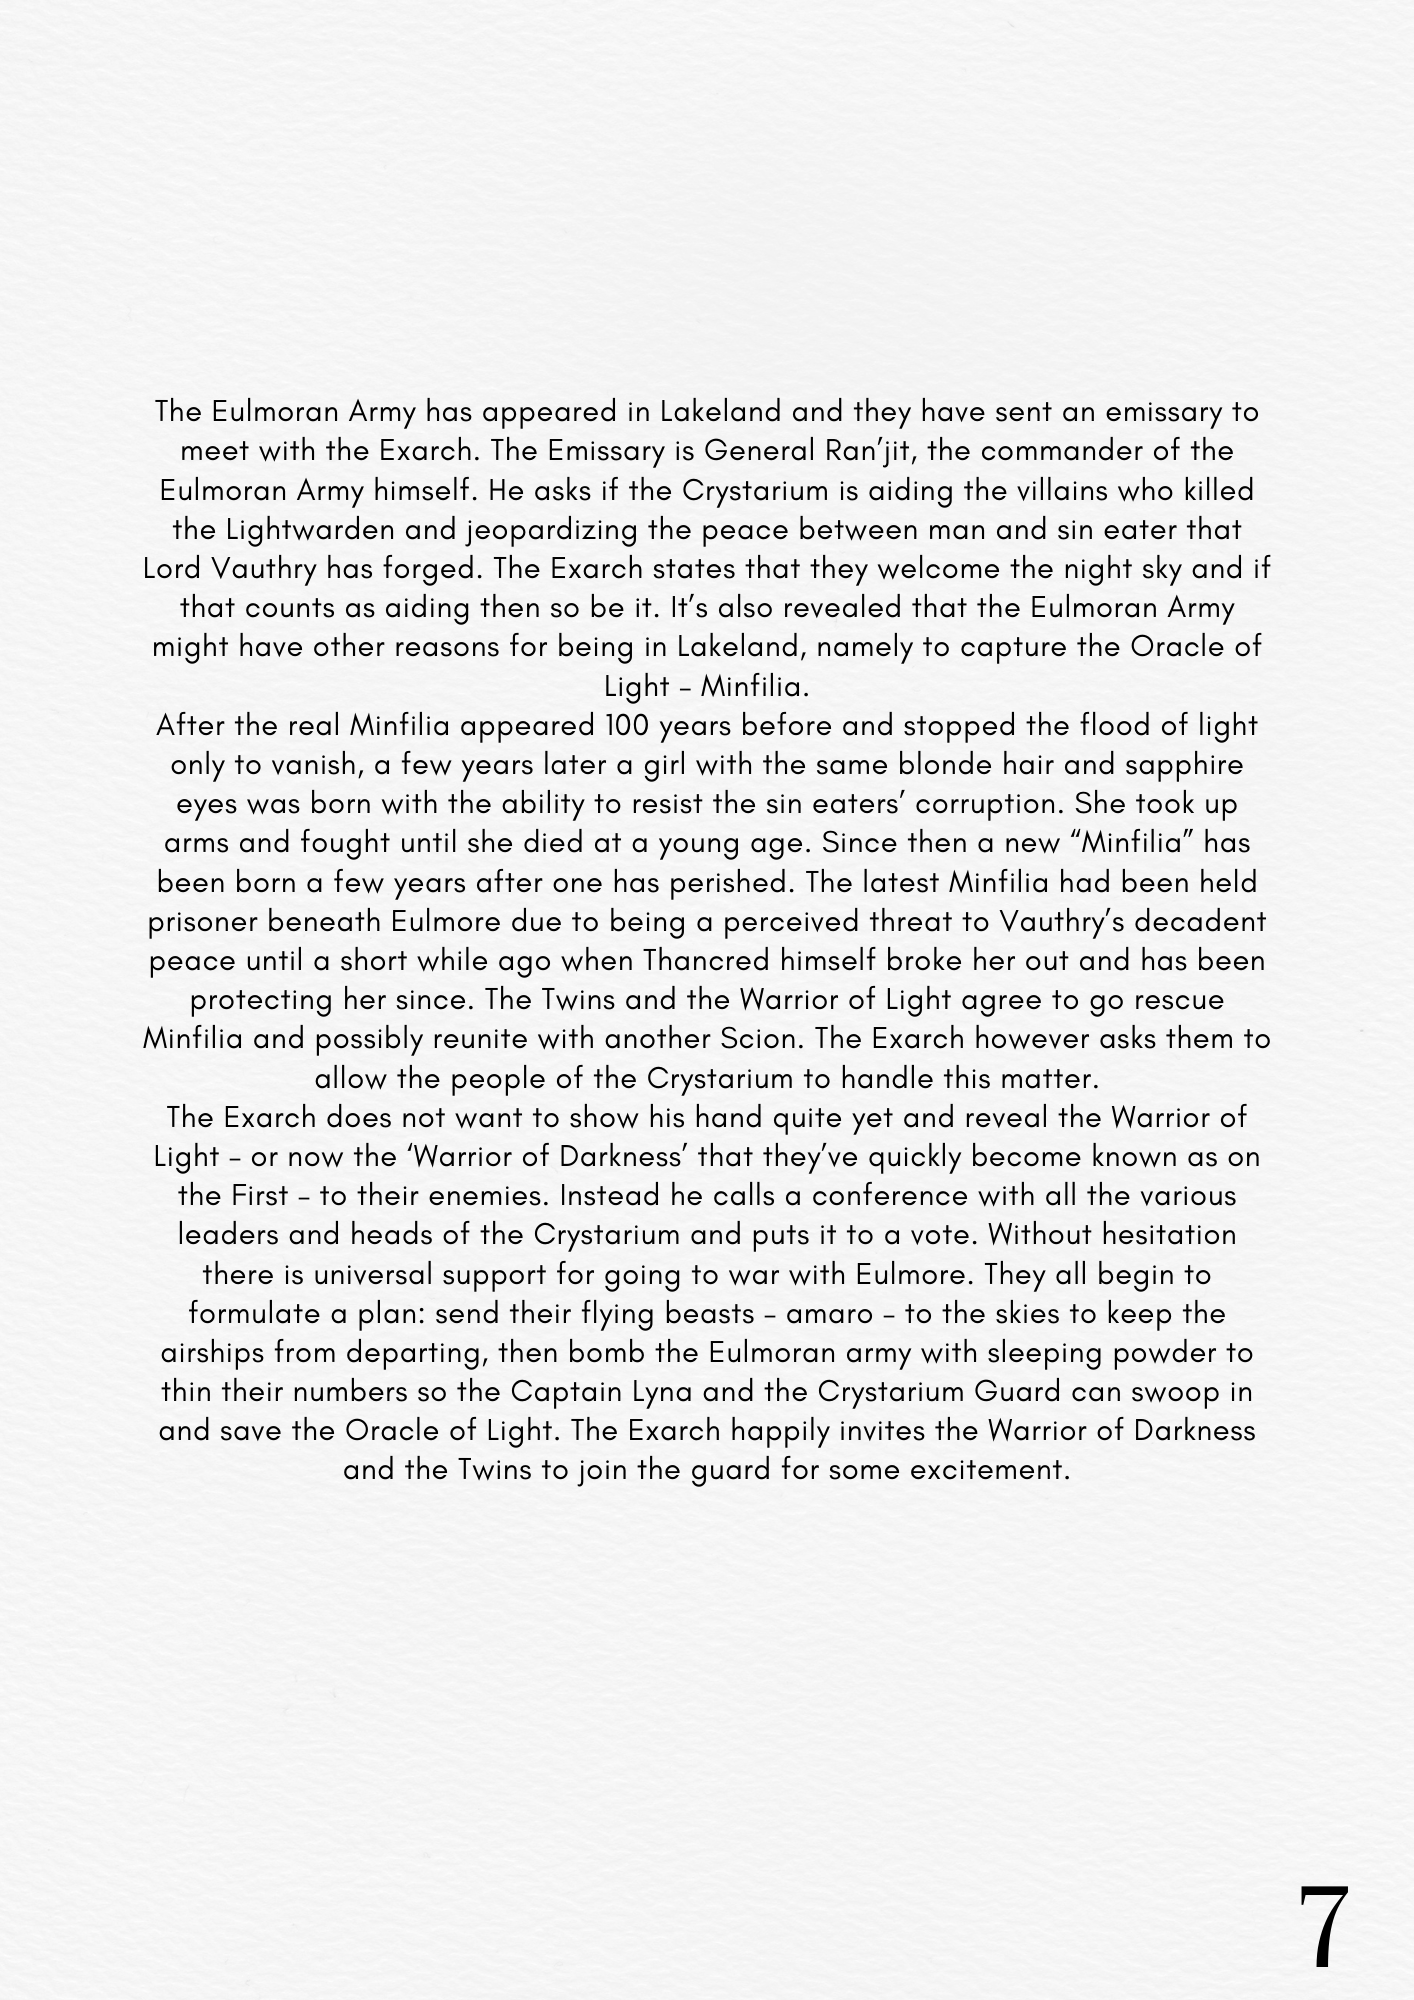 The Eulmoran Army has appeared in Lakeland and they have sent an emissary to
meet with the Exarch. The Emissary is General Ran’jit, the commander of the
Eulmoran Army himself. He asks if the Crystarium is aiding the villains who killed
the Lightwarden and jeopardizing the peace between man and sin eater that
Lord Vauthry has forged. The Exarch states that they welcome the night sky and if
that counts as aiding then so be it. It’s also revealed that the Eulmoran Army
might have other reasons for being in Lakeland, namely to capture the Oracle of
Light – Minfilia.
After the real Minfilia appeared 100 years before and stopped the flood of light
only to vanish, a few years later a girl with the same blonde hair and sapphire
eyes was born with the ability to resist the sin eaters’ corruption. She took up
arms and fought until she died at a young age. Since then a new “Minfilia” has
been born a few years after one has perished. The latest Minfilia had been held
prisoner beneath Eulmore due to being a perceived threat to Vauthry’s decadent
peace until a short while ago when Thancred himself broke her out and has been
protecting her since. The Twins and the Warrior of Light agree to go rescue
Minfilia and possibly reunite with another Scion. The Exarch however asks them to
allow the people of the Crystarium to handle this matter.
The Exarch does not want to show his hand quite yet and reveal the Warrior of
Light – or now the ‘Warrior of Darkness’ that they’ve quickly become known as on
the First – to their enemies. Instead he calls a conference with all the various
leaders and heads of the Crystarium and puts it to a vote. Without hesitation
there is universal support for going to war with Eulmore. They all begin to
formulate a plan: send their flying beasts – amaro – to the skies to keep the
airships from departing, then bomb the Eulmoran army with sleeping powder to
thin their numbers so the Captain Lyna and the Crystarium Guard can swoop in
and save the Oracle of Light. The Exarch happily invites the Warrior of Darkness
and the Twins to join the guard for some excitement.
7